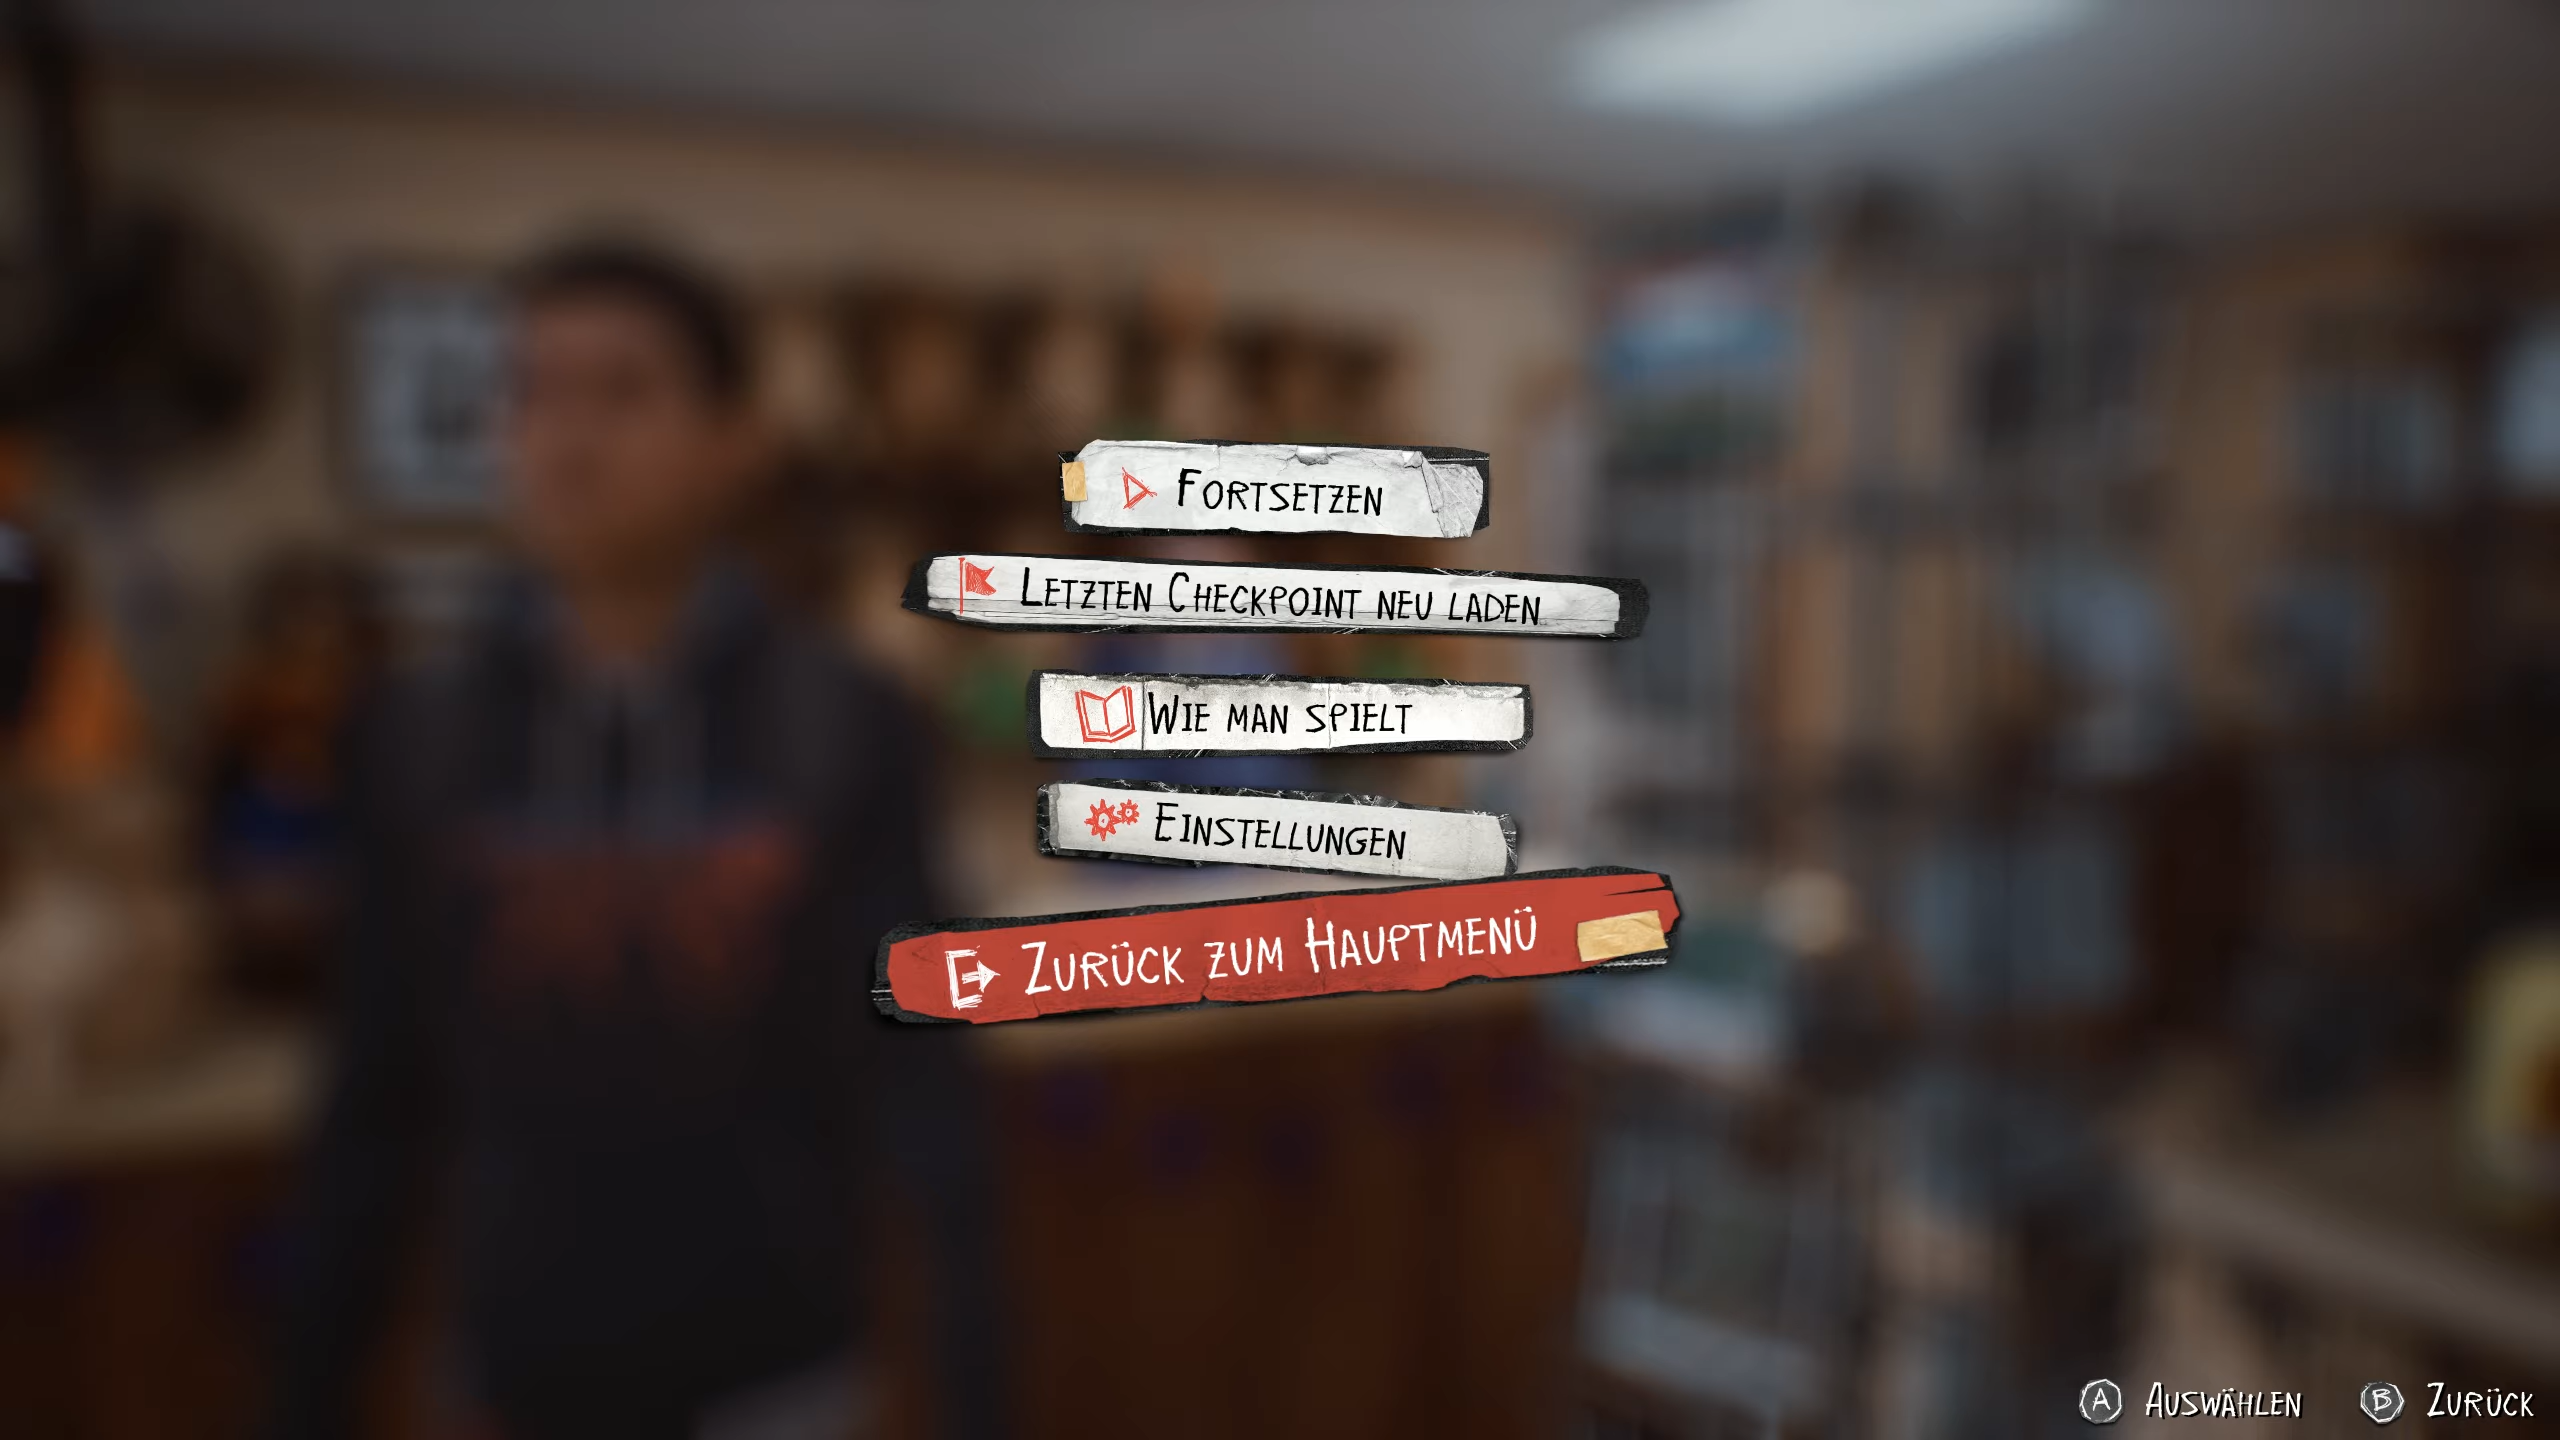 Fortsetzen
Letzten Checkpoint neu laden
Wie man spielt
Einstellungen
Zurück zum Hauptmenü
A Auswählen B Zurück